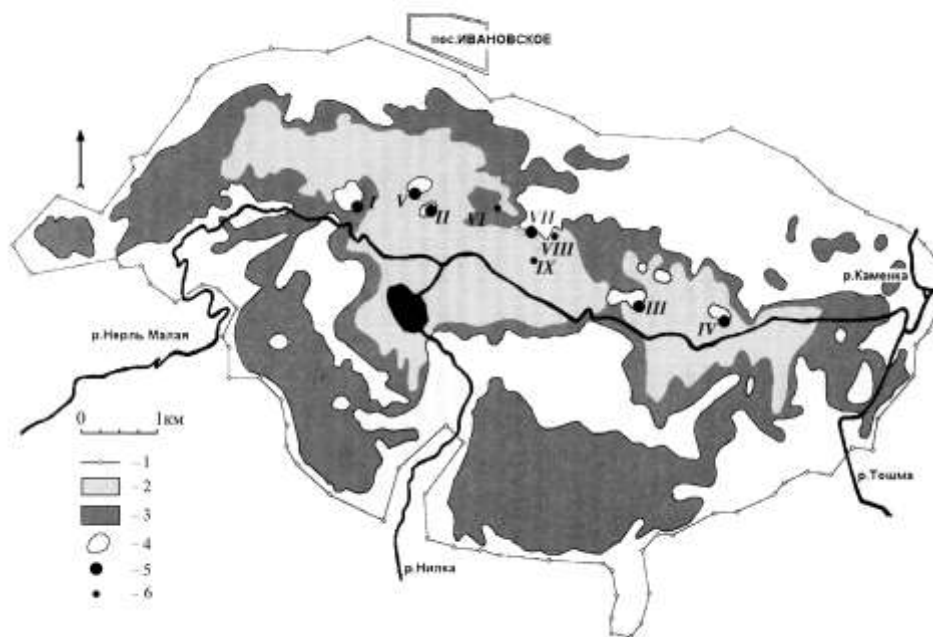 пос.ИВАНОВСКОЕ
I
V
II
VI
VII
VIII
IX
III
IV
р.Каменка
р.Нерль Малая
0 1км
– 1
– 2
– 3
– 4
– 5
– 6
р.Нилка
р.Тошма